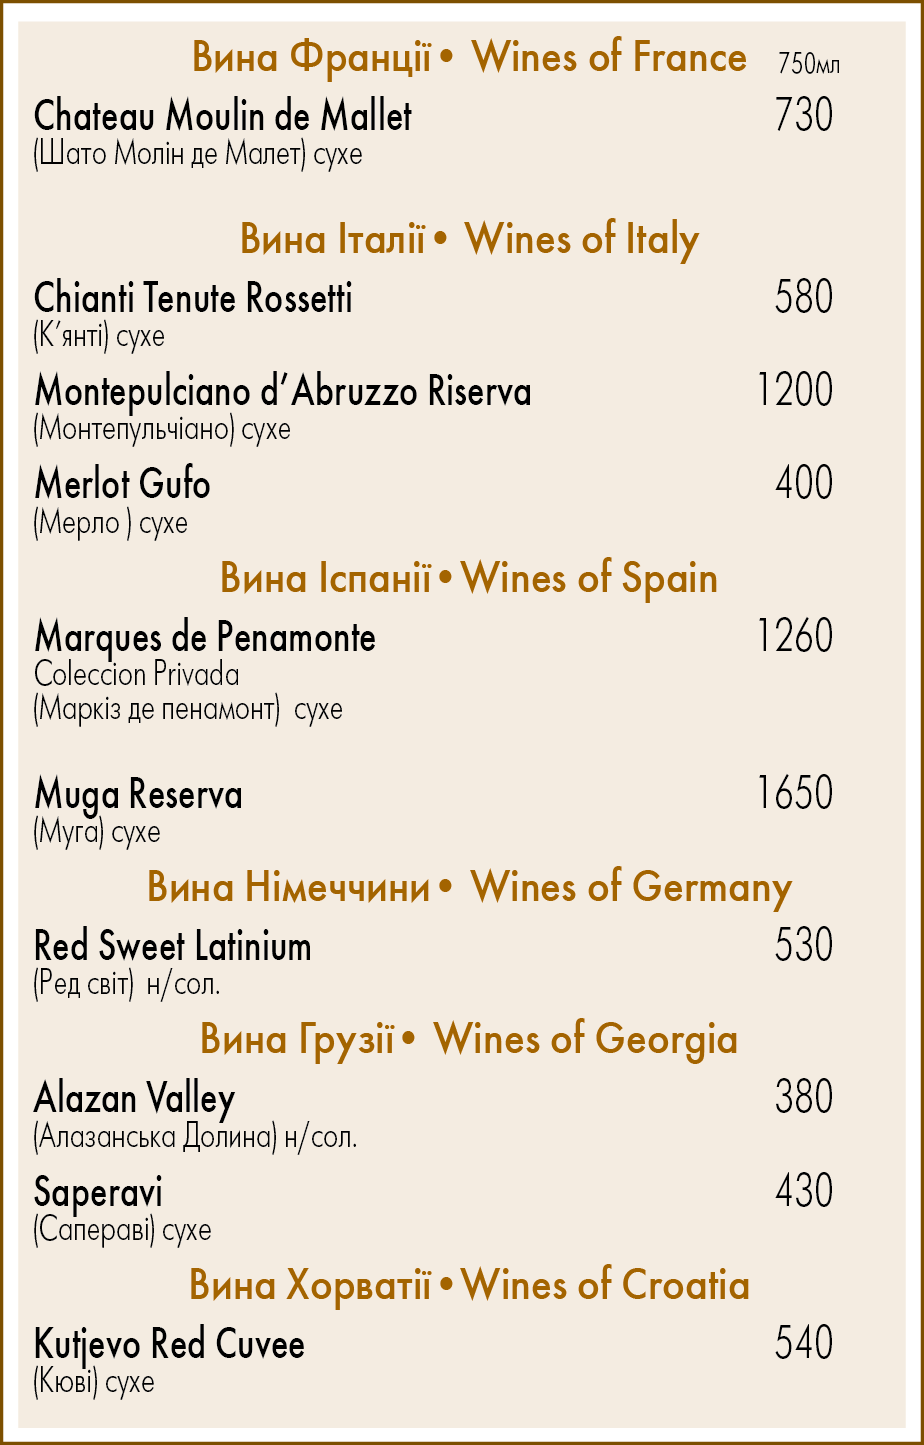 Вина Франції• Wines of France 750мл
Chateau Moulin de Mallet 730
(Шато Молін де Малет) сухе
Вина Італії• Wines of Italy
Chianti Tenute Rossetti 580
(К’янті) сухе
Montepulciano d’Abruzzo Riserva 1200
(Монтепульчіано) сухе
Merlot Gufo 400
(Мерло ) сухе
Вина Іспанії•Wines of Spain
Marques de Penamonte 1260
Coleccion Privada
(Маркіз де пенамонт) сухе
Muga Reserva 1650
(Муга) сухе
Вина Німеччини• Wines of Germany
Red Sweet Latinium 530
(Ред світ) н/сол.
Вина Грузії• Wines of Georgia
Alazan Valley 380
(Алазанська Долина) н/сол.
Saperavi 430
(Сапераві) сухе
Вина Хорватії•Wines of Croatia
Kutjevo Red Cuvee 540
(Кюві) сухе